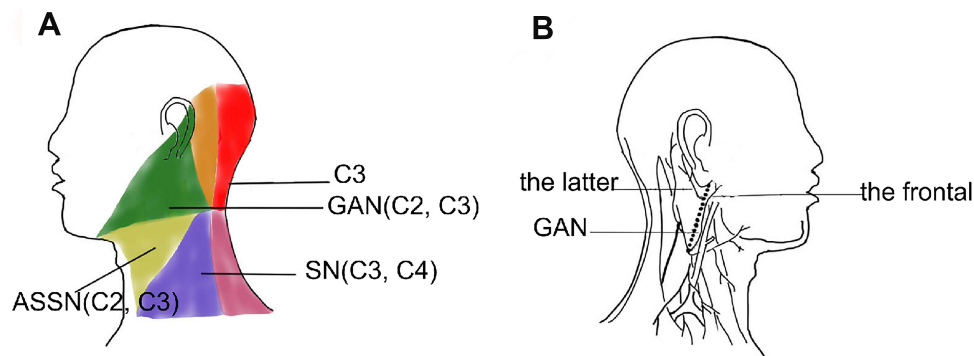 A
C3
GAN(C2, C3)
SN(C3, C4)
ASSN(C2, C3)
B
the latter
the frontal
GAN